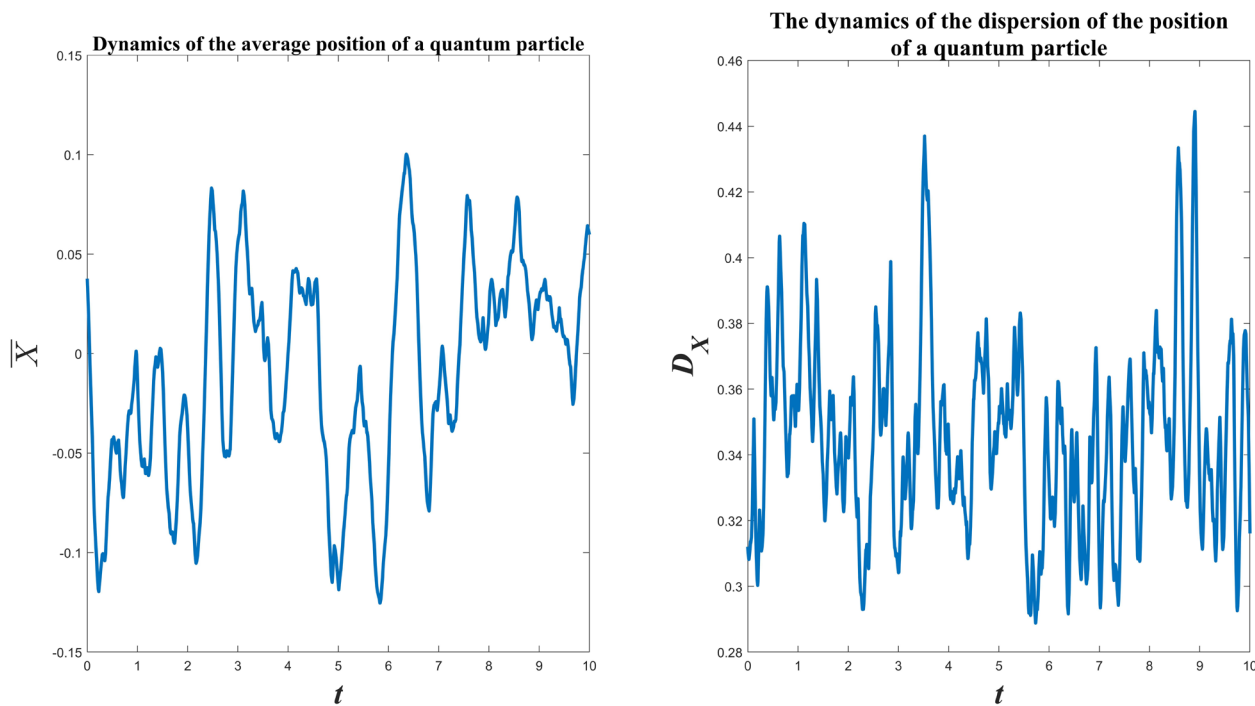 Dynamics of the average position of a quantum particle
0.15
0.1
0.05
0
-0.05
-0.1
-0.15
X
0 1 2 3 4 5 6 7 8 9 10
t
The dynamics of the dispersion of the position
of a quantum particle
0.46
0.44
0.42
0.4
0.38
0.36
0.34
0.32
0.3
0.28
D_X
0 1 2 3 4 5 6 7 8 9 10
t